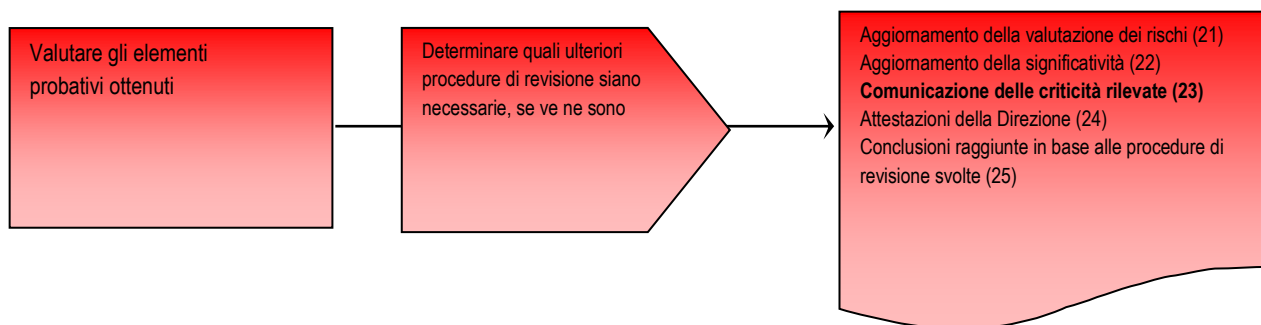 Valutare gli elementi
probativi ottenuti
Determinare quali ulteriori
procedure di revisione siano
necessarie, se ve ne sono
Aggiornamento della valutazione dei rischi (21)
Aggiornamento della significatività (22)
Comunicazione delle criticità rilevate (23)
Attestazioni della Direzione (24)
Conclusioni raggiunte in base alle procedure di
revisione svolte (25)